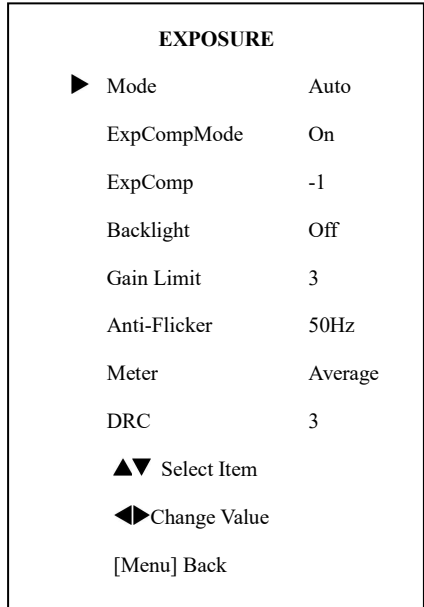 EXPOSURE
▶ Mode Auto
ExpCompMode On
ExpComp -1
Backlight Off
Gain Limit 3
Anti-Flicker 50Hz
Meter Average
DRC 3
▲▼ Select Item
◀▶Change Value
[Menu] Back